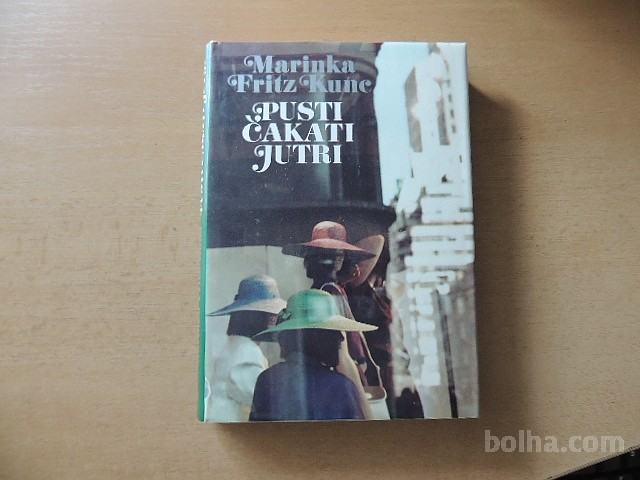 Marinka
Fritz Kunc
PUSTI
ČAKATI
JUTRI
bolha.com